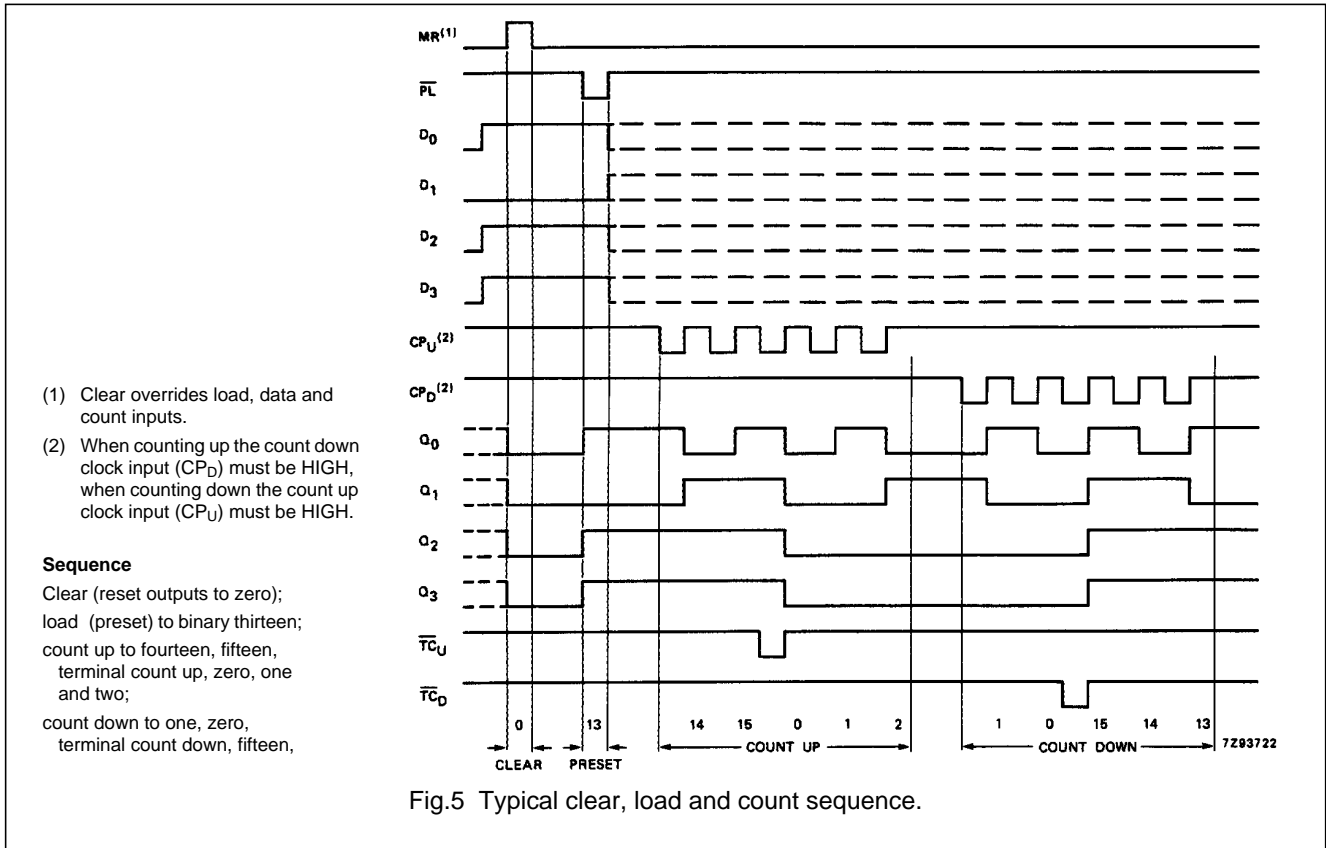 (1) Clear overrides load, data and
count inputs.
(2) When counting up the count down
clock input (CPD) must be HIGH,
when counting down the count up
clock input (CPU) must be HIGH.
Sequence
Clear (reset outputs to zero);
load (preset) to binary thirteen;
count up to fourteen, fifteen,
terminal count up, zero, one
and two;
count down to one, zero,
terminal count down, fifteen,
MR(1)
PL
D0
D1
D2
D3
CPU(2)
CPD(2)
Q0
Q1
Q2
Q3
TCU
TCD
0 13 14 15 0 1 2 1 0 15 14 13
COUNT UP COUNT DOWN 7Z93722
CLEAR PRESET
Fig.5 Typical clear, load and count sequence.